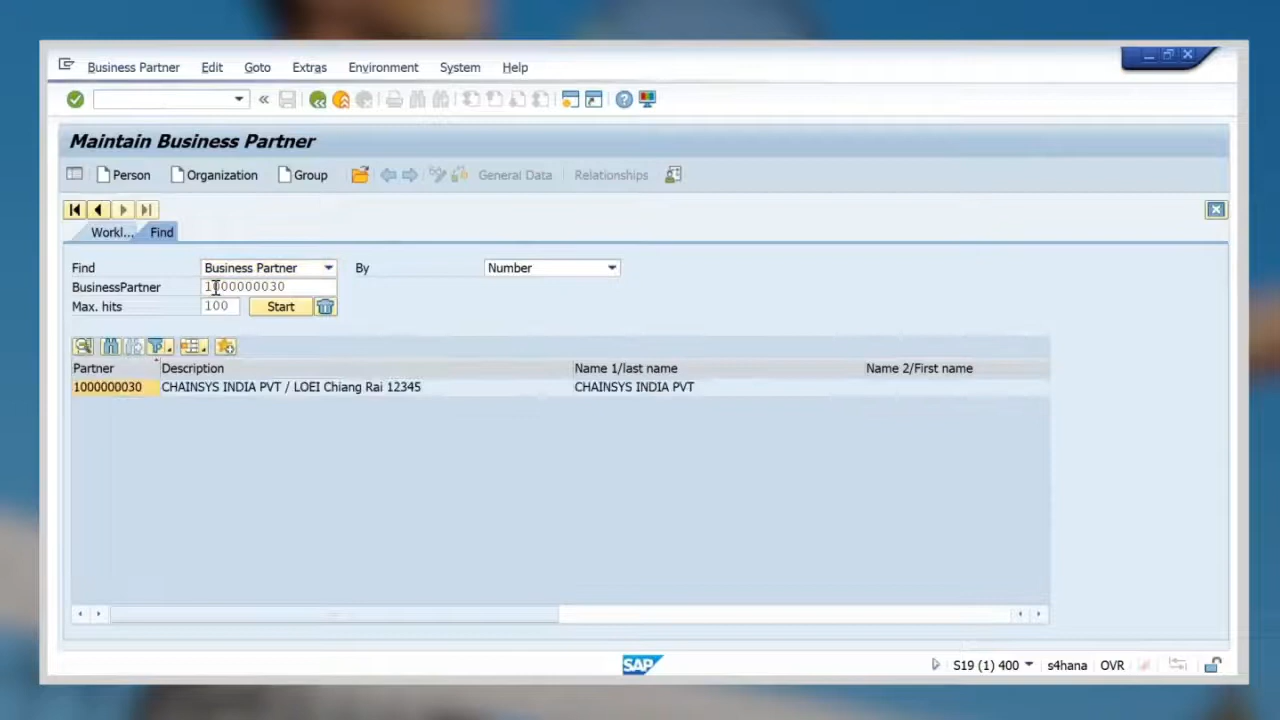 Business Partner Edit Goto Extras Environment System Help
Maintain Business Partner
Person Organization Group General Data Relationships
Workl... Find
Find Business Partner By Number
BusinessPartner 1000000030
Max. hits 100 Start
Partner Description Name 1/last name Name 2/First name
1000000030 CHAINSYS INDIA PVT / LOEI Chiang Rai 12345 CHAINSYS INDIA PVT
SAP S19 (1) 400 s4hana OVR